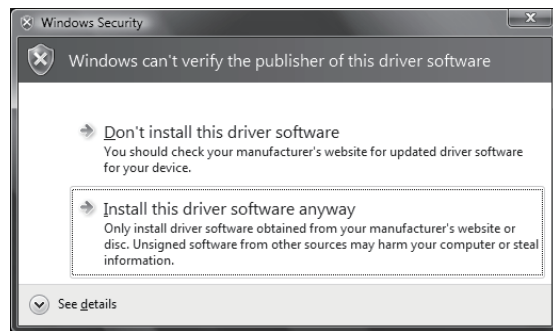 Windows Security
Windows can't verify the publisher of this driver software
Don't install this driver software
You should check your manufacturer's website for updated driver software
for your device.
Install this driver software anyway
Only install driver software obtained from your manufacturer's website or
disc. Unsigned software from other sources may harm your computer or steal
information.
See details